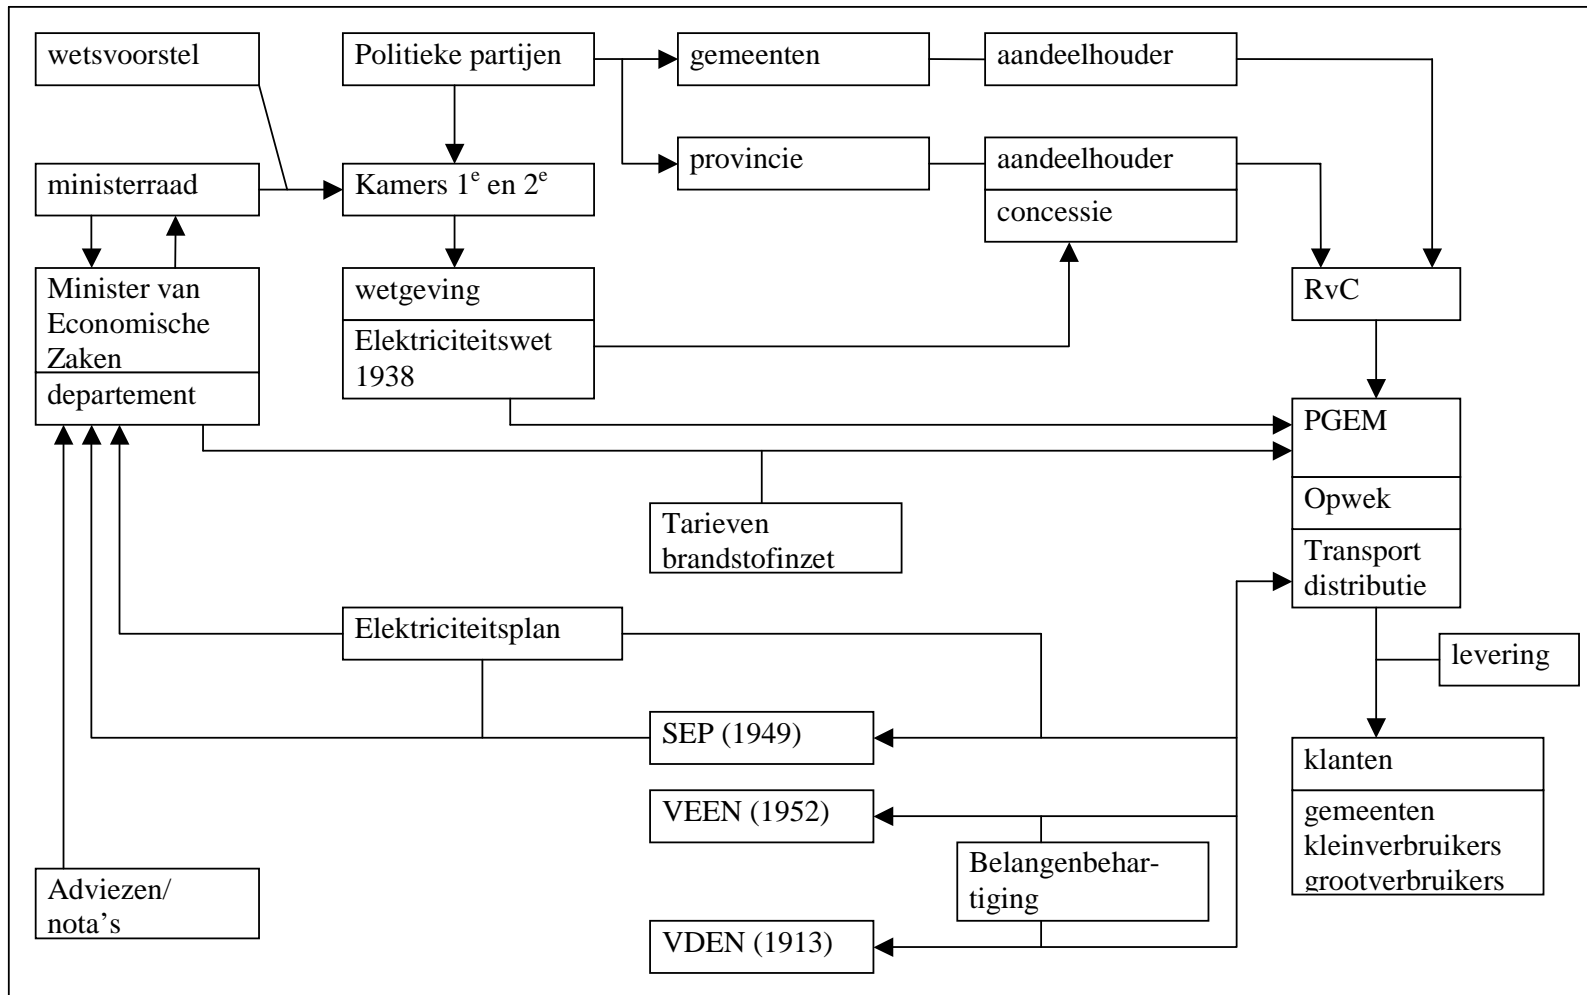 wetsvoorstel
Politieke partijen
gemeenten
aandeelhouder
ministerraad
Kamers 1e en 2e
provincie
aandeelhouder
concessie
Minister van
Economische
Zaken
departement
wetgeving
Elektriciteitswet
1938
RvC
PGEM
Opwek
Transport
distributie
Tarieven
brandstofinzet
Elektriciteitsplan
levering
SEP (1949)
klanten
gemeenten
kleinverbruikers
grootverbruikers
VEEN (1952)
Belangenbehar-
tiging
Adviezen/
nota's
VDEN (1913)